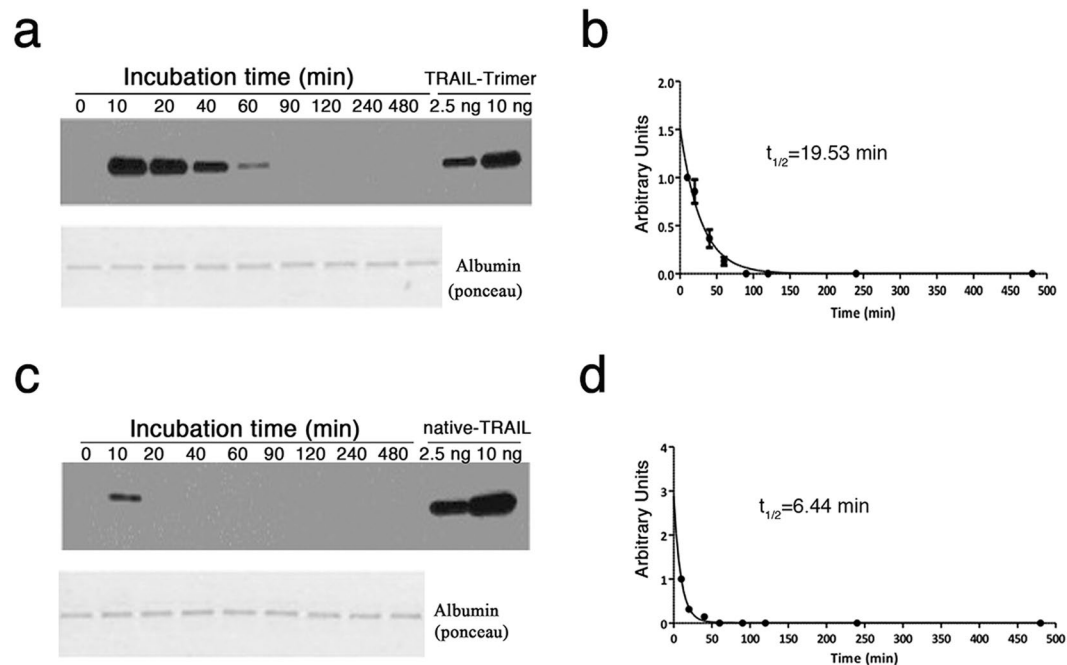 a
Incubation time (min)
TRAIL-Trimer
0 10 20 40 60 90 120 240 480 2.5 ng 10 ng
Albumin
(ponceau)
b
Arbitrary Units
2.0
1.5
1.0
0.5
0.0
t1/2=19.53 min
0 50 100 150 200 250 300 350 400 450 500
Time (min)
c
Incubation time (min)
native-TRAIL
0 10 20 40 60 90 120 240 480 2.5 ng 10 ng
Albumin
(ponceau)
d
Arbitrary Units
4
3
2
1
0
t1/2=6.44 min
0 50 100 150 200 250 300 350 400 450 500
Time (min)